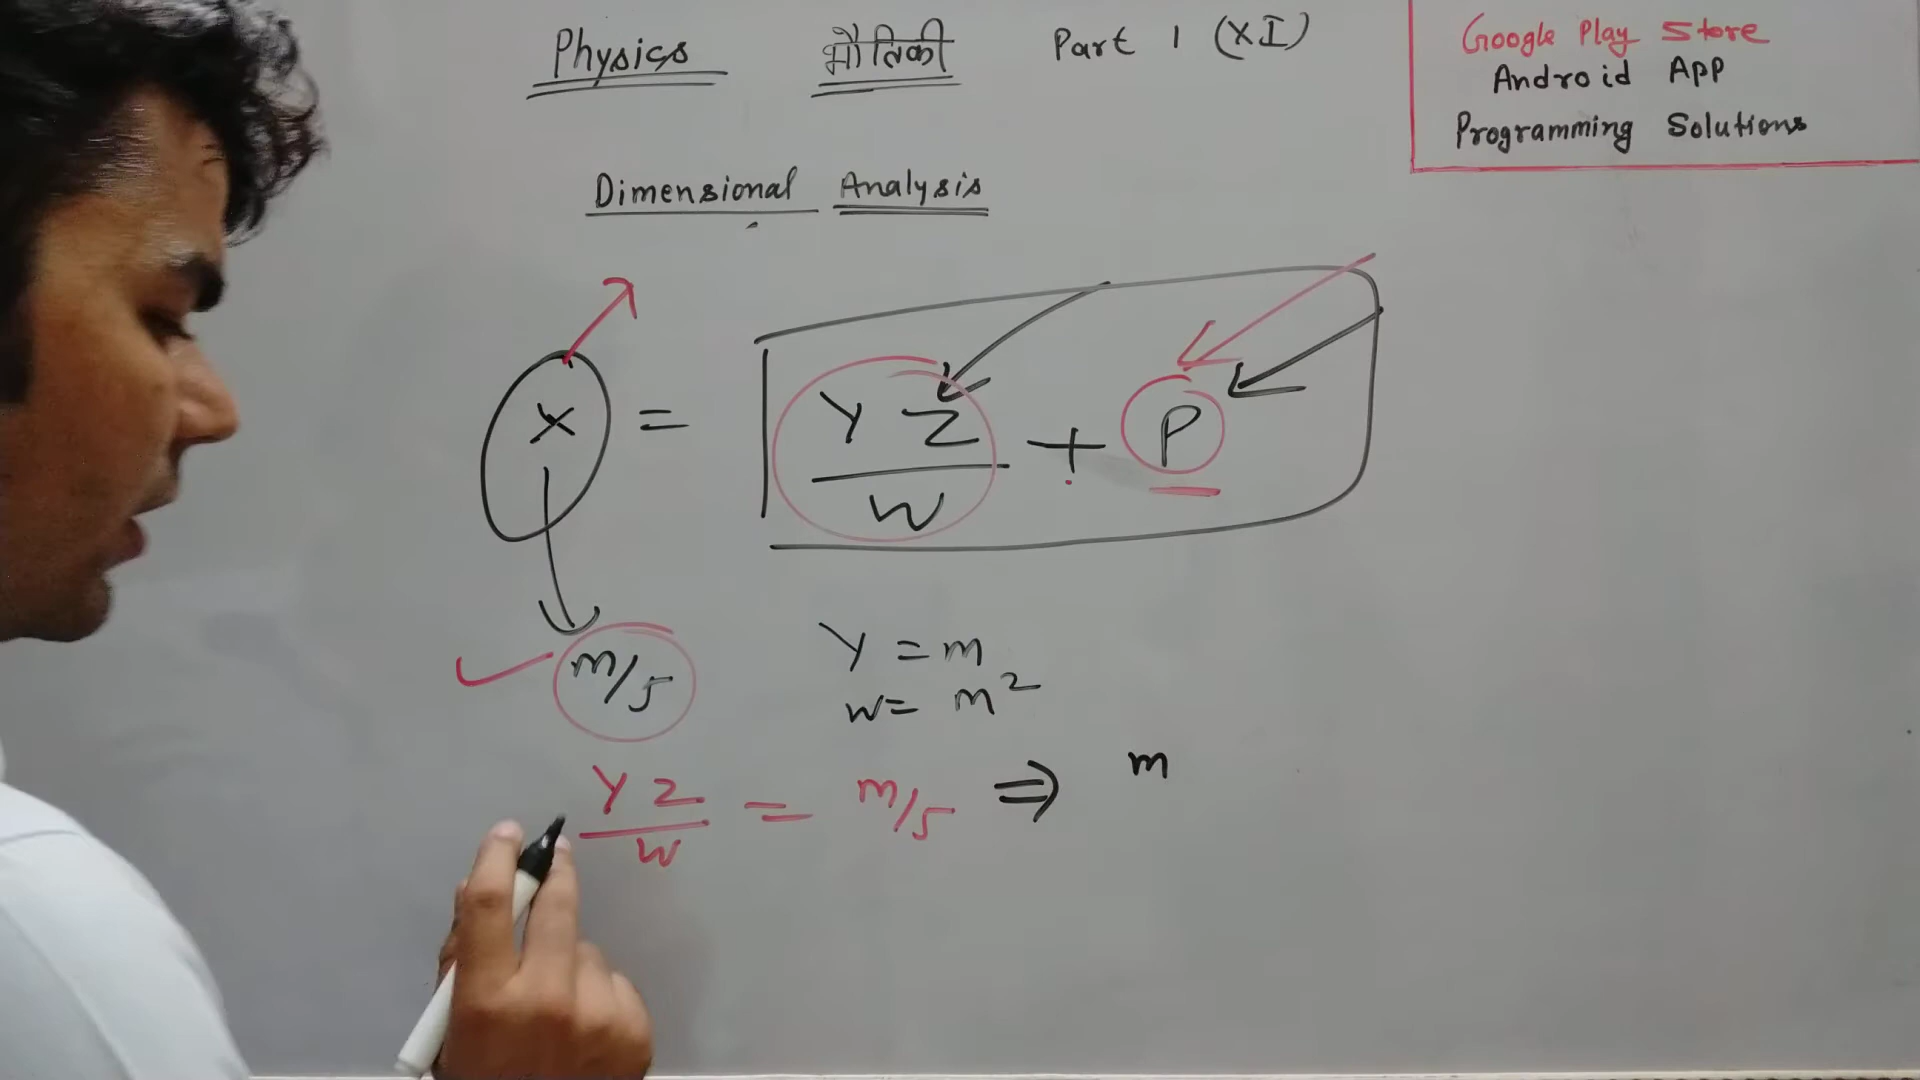 Physics भौतिकी Part 1 (XI)
Google Play Store
Android App
Programming Solutions
Dimensional Analysis
X = YZ/W + P
m/s
Y = m
W = m²
YZ/W = m/s ⇒ m